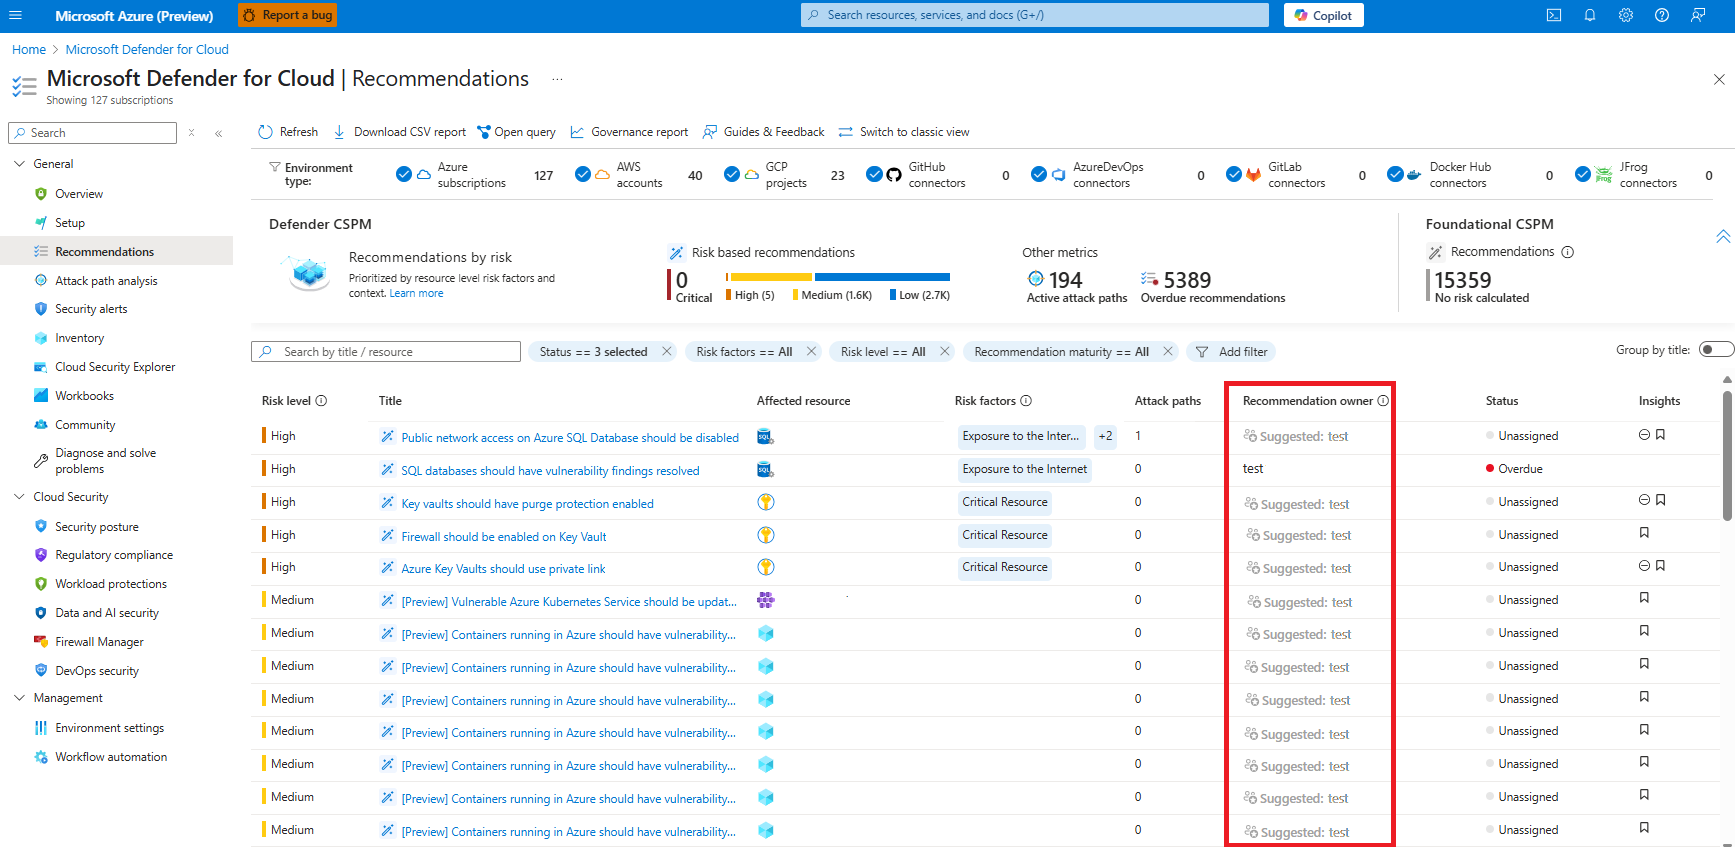 Microsoft Azure (Preview)
Report a bug
Search resources, services, and docs (G+/)
Copilot
Home > Microsoft Defender for Cloud
Microsoft Defender for Cloud | Recommendations ...
Showing 127 subscriptions
Search
General
Overview
Setup
Recommendations
Attack path analysis
Security alerts
Inventory
Cloud Security Explorer
Workbooks
Community
Diagnose and solve
problems
Cloud Security
Security posture
Regulatory compliance
Workload protections
Data and AI security
Firewall Manager
DevOps security
Management
Environment settings
Workflow automation
Refresh
Download CSV report
Open query
Governance report
Guides & Feedback
Switch to classic view
Environment
type:
Azure
subscriptions
127
AWS
accounts
40
GCP
projects
23
GitHub
connectors
0
AzureDevOps
connectors
0
GitLab
connectors
0
Docker Hub
connectors
0
JFrog
JFrog
connectors
0
Defender CSPM
Recommendations by risk
Prioritized by resource level risk factors and
context. Learn more
Risk based recommendations
0
Critical
High (5)
Medium (1.6K)
Low (2.7K)
Other metrics
194
Active attack paths
5389
Overdue recommendations
Foundational CSPM
Recommendations
15359
No risk calculated
Search by title / resource
Status == 3 selected
Risk factors == All
Risk level == All
Recommendation maturity == All
Add filter
Group by title:
Risk level Title Affected resource Risk factors Attack paths Recommendation owner Status Insights
High Public network access on Azure SQL Database should be disabled SQL Exposure to the Inter... +2 1 Suggested: test Unassigned
High SQL databases should have vulnerability findings resolved SQL Exposure to the Internet 0 test Overdue
High Key vaults should have purge protection enabled Critical Resource 0 Suggested: test Unassigned
High Firewall should be enabled on Key Vault Critical Resource 0 Suggested: test Unassigned
High Azure Key Vaults should use private link Critical Resource 0 Suggested: test Unassigned
Medium [Preview] Vulnerable Azure Kubernetes Service should be updat... 0 Suggested: test Unassigned
Medium [Preview] Containers running in Azure should have vulnerability... 0 Suggested: test Unassigned
Medium [Preview] Containers running in Azure should have vulnerability... 0 Suggested: test Unassigned
Medium [Preview] Containers running in Azure should have vulnerability... 0 Suggested: test Unassigned
Medium [Preview] Containers running in Azure should have vulnerability... 0 Suggested: test Unassigned
Medium [Preview] Containers running in Azure should have vulnerability... 0 Suggested: test Unassigned
Medium [Preview] Containers running in Azure should have vulnerability... 0 Suggested: test Unassigned
Medium [Preview] Containers running in Azure should have vulnerability... 0 Suggested: test Unassigned